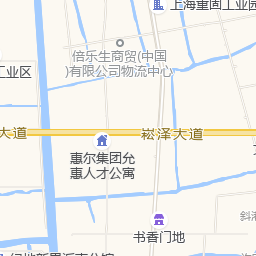 上海重固工业园
倍乐生商贸(中国
)有限公司物流中心
工业区
大道
崧泽大道
惠尔集团允
惠人才公寓
书香门地
斜